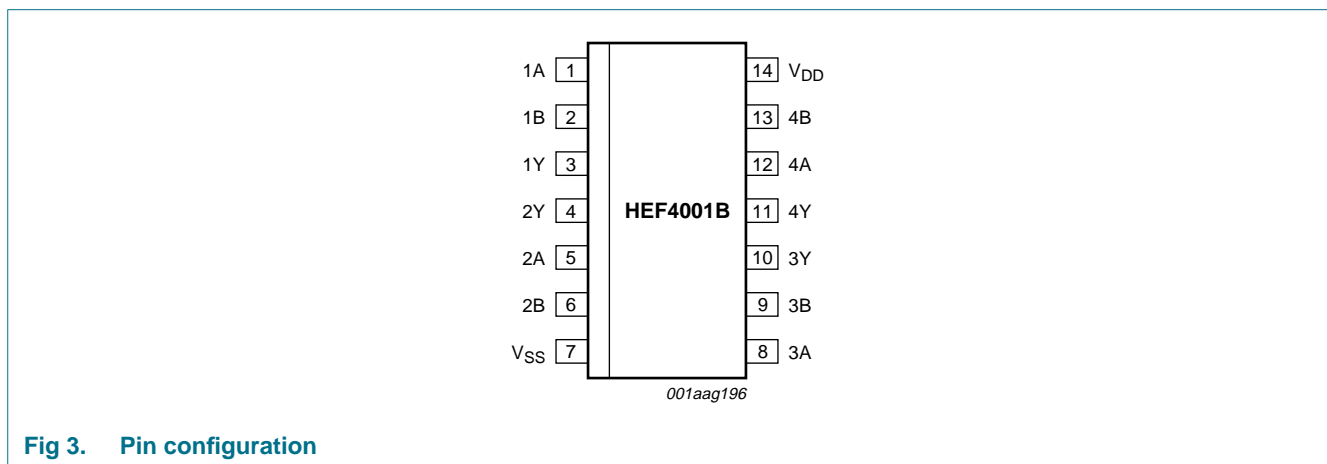 1A 1 14 VDD
1B 2 13 4B
1Y 3 12 4A
2Y 4 HEF4001B 11 4Y
2A 5 10 3Y
2B 6 9 3B
VSS 7 8 3A
001aag196
Fig 3. Pin configuration